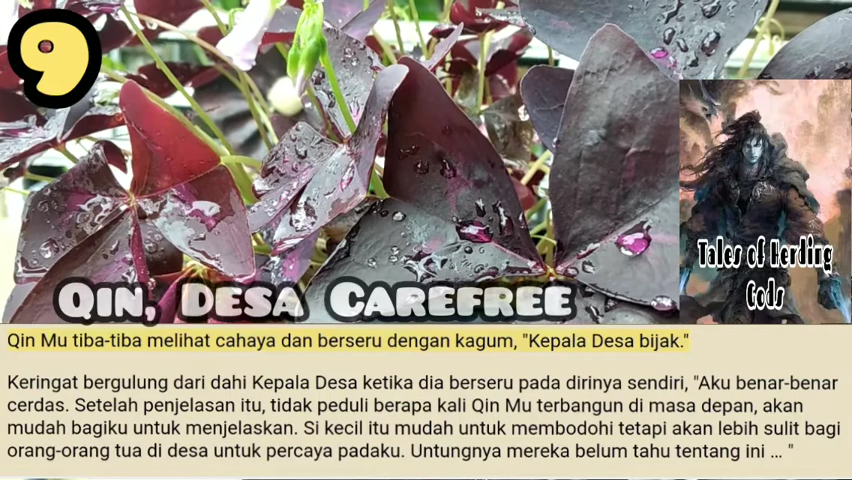 9
Tales of Herding
Gods
Qin, Desa Carefree
Qin Mu tiba-tiba melihat cahaya dan berseru dengan kagum, "Kepala Desa bijak."
Keringat bergulung dari dahi Kepala Desa ketika dia berseru pada dirinya sendiri, "Aku benar-benar
cerdas. Setelah penjelasan itu, tidak peduli berapa kali Qin Mu terbangun di masa depan, akan
mudah bagiku untuk menjelaskan. Si kecil itu mudah untuk membodohi tetapi akan lebih sulit bagi
orang-orang tua di desa untuk percaya padaku. Untungnya mereka belum tahu tentang ini ... "